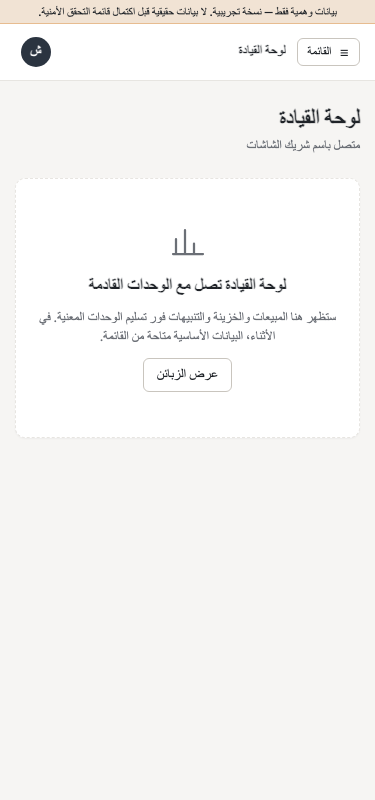 بيانات وهمية فقط — نسخة تجريبية. لا بيانات حقيقية قبل اكتمال قائمة التحقق الأمنية.
القائمة
لوحة القيادة
ش
لوحة القيادة
متصل باسم شريك الشاشات
لوحة القيادة تصل مع الوحدات القادمة
ستظهر هنا المبيعات والخزينة والتنبيهات فور تسليم الوحدات المعنية. في
الأثناء، البيانات الأساسية متاحة من القائمة.
عرض الزبائن